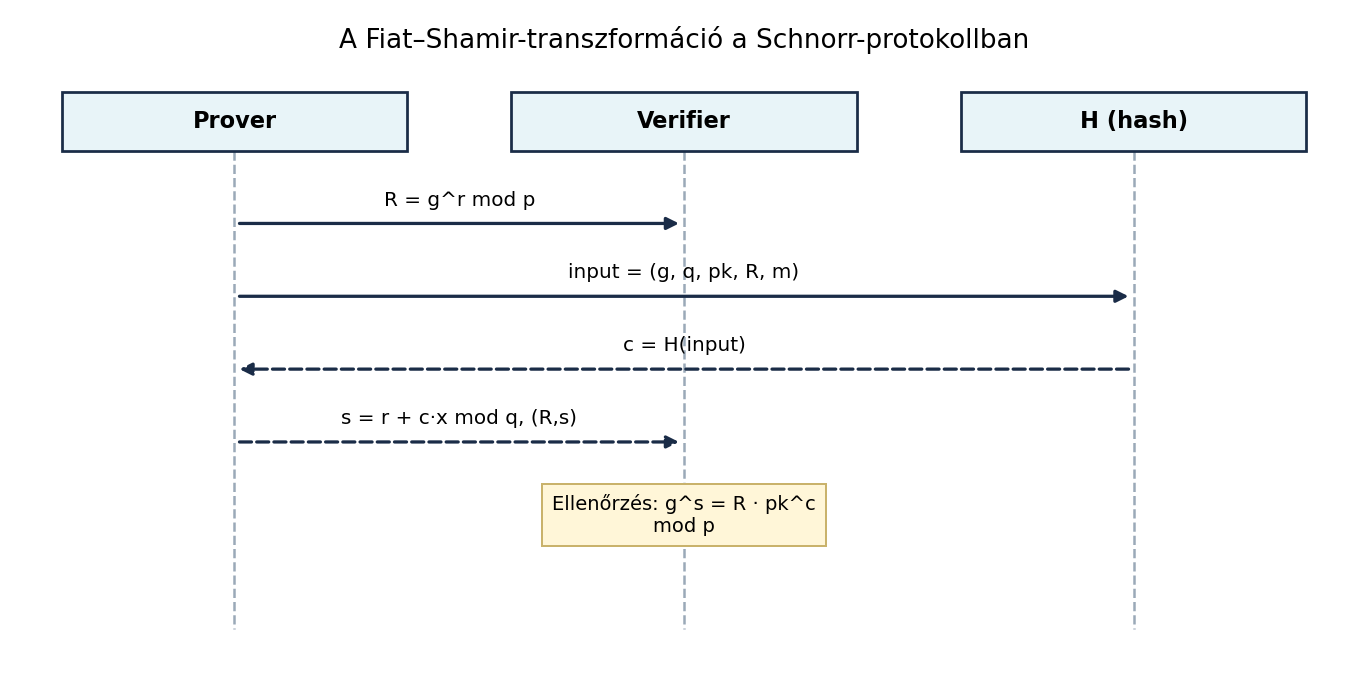 A Fiat–Shamir-transzformáció a Schnorr-protokollban
Prover
Verifier
H (hash)
R = g^r mod p
input = (g, q, pk, R, m)
c = H(input)
s = r + c·x mod q, (R,s)
Ellenőrzés: g^s = R · pk^c
mod p